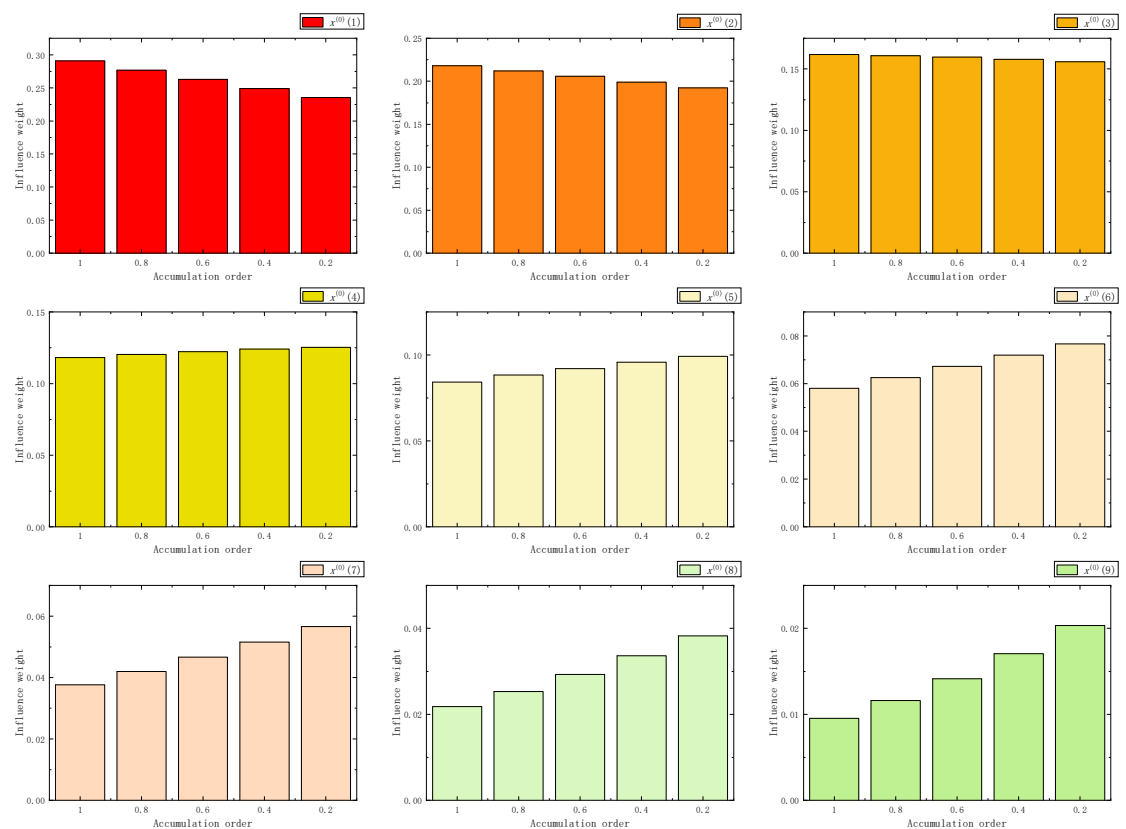 x⁽⁰⁾(1)
Influence weight
0.30
0.25
0.20
0.15
0.10
0.05
0.00
1 0.8 0.6 0.4 0.2
Accumulation order
x⁽⁰⁾(2)
Influence weight
0.25
0.20
0.15
0.10
0.05
0.00
1 0.8 0.6 0.4 0.2
Accumulation order
x⁽⁰⁾(3)
Influence weight
0.15
0.10
0.05
0.00
1 0.8 0.6 0.4 0.2
Accumulation order
x⁽⁰⁾(4)
Influence weight
0.15
0.10
0.05
0.00
1 0.8 0.6 0.4 0.2
Accumulation order
x⁽⁰⁾(5)
Influence weight
0.10
0.05
0.00
1 0.8 0.6 0.4 0.2
Accumulation order
x⁽⁰⁾(6)
Influence weight
0.08
0.06
0.04
0.02
0.00
1 0.8 0.6 0.4 0.2
Accumulation order
x⁽⁰⁾(7)
Influence weight
0.06
0.04
0.02
0.00
1 0.8 0.6 0.4 0.2
Accumulation order
x⁽⁰⁾(8)
Influence weight
0.04
0.02
0.00
1 0.8 0.6 0.4 0.2
Accumulation order
x⁽⁰⁾(9)
Influence weight
0.02
0.01
0.00
1 0.8 0.6 0.4 0.2
Accumulation order